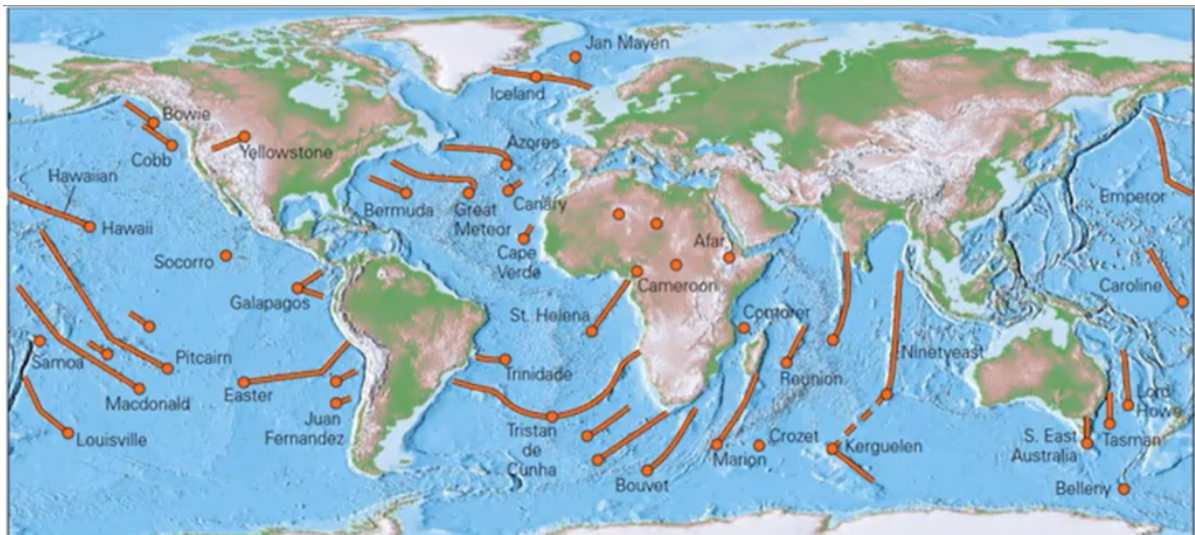 Jan Mayen
Iceland
Bowie
Cobb
Yellowstone
Azores
Hawaiian
Bermuda
Great
Meteor
Canary
Emperor
Hawaii
Cape
Verde
Afar
Socorro
Galapagos
Cameroon
Caroline
St. Helena
Comorer
Samoa
Pitcairn
Trinidade
Ninetyeast
Reunion
Macdonald
Easter
Lord
Howe
Juan
Fernandez
Louisville
Tristan
de
Cunha
Crozet
Marion
Kerguelen
S. East
Australia
Tasman
Bouvet
Belleny